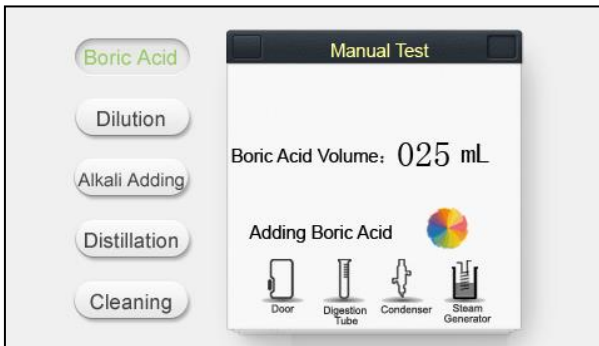 Boric Acid
Dilution
Alkali Adding
Distillation
Cleaning
Manual Test
Boric Acid Volume: 025 mL
Adding Boric Acid
Door
Digestion
Tube
Condenser
Steam
Generator